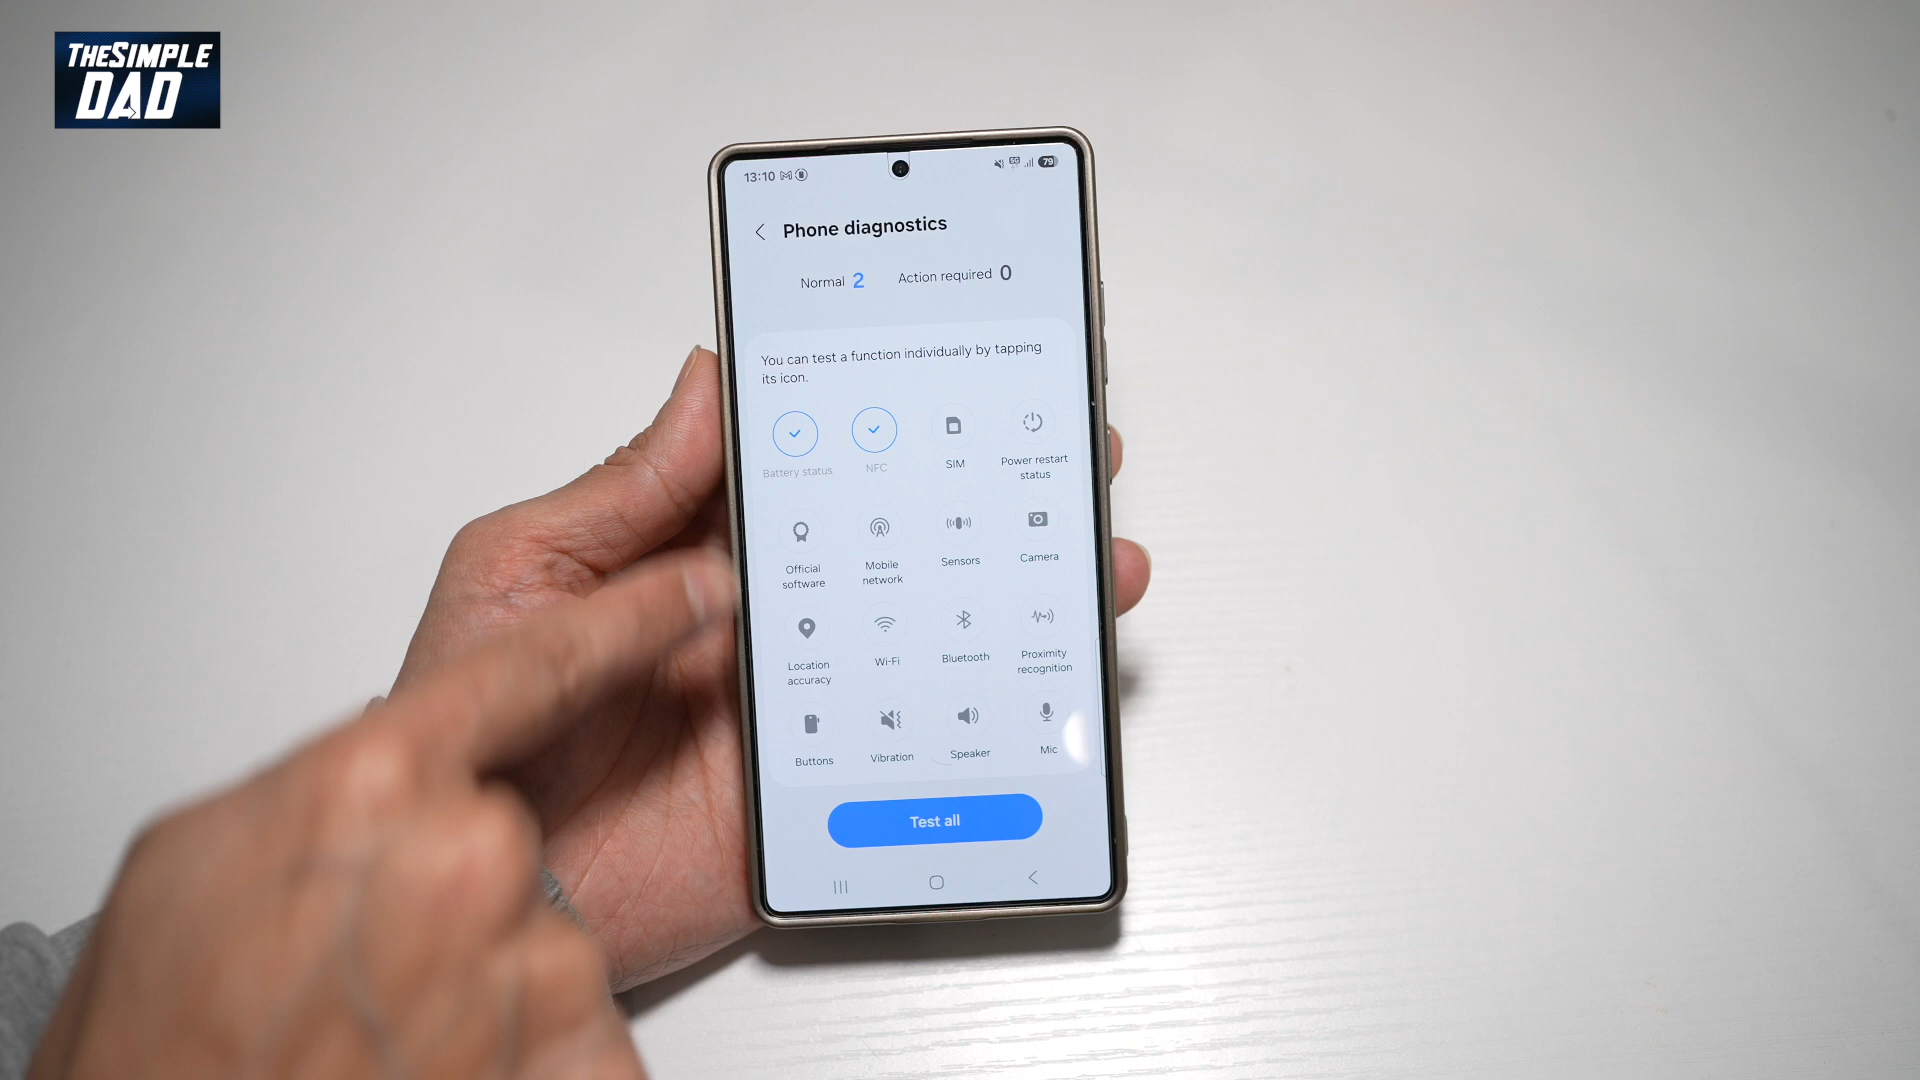 THESIMPLE
DAD
13:10
5G
79
Phone diagnostics
Normal 2 Action required 0
You can test a function individually by tapping
its icon.
Battery status NFC SIM Power restart
status
Official
software
Mobile
network
Sensors Camera
Location
accuracy
Wi-Fi Bluetooth Proximity
recognition
Buttons Vibration Speaker Mic
Test all